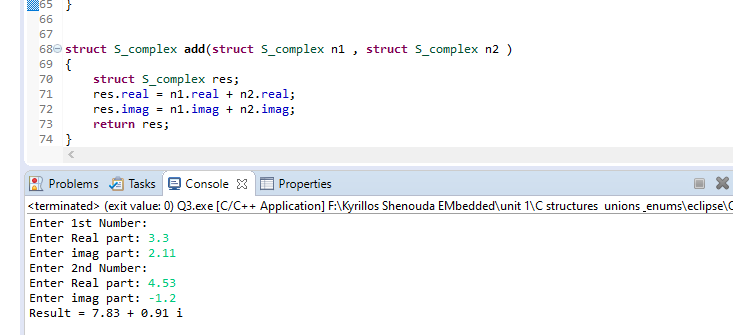 65 }
66
67
68 struct S_complex add(struct S_complex n1 , struct S_complex n2 )
69 {
70 struct S_complex res;
71 res.real = n1.real + n2.real;
72 res.imag = n1.imag + n2.imag;
73 return res;
74 }
Problems Tasks Console Properties
<terminated> (exit value: 0) Q3.exe [C/C++ Application] F:\Kyrillos Shenouda EMbedded\unit 1\C structures unions_enums\eclipse\C
Enter 1st Number:
Enter Real part: 3.3
Enter imag part: 2.11
Enter 2nd Number:
Enter Real part: 4.53
Enter imag part: -1.2
Result = 7.83 + 0.91 i